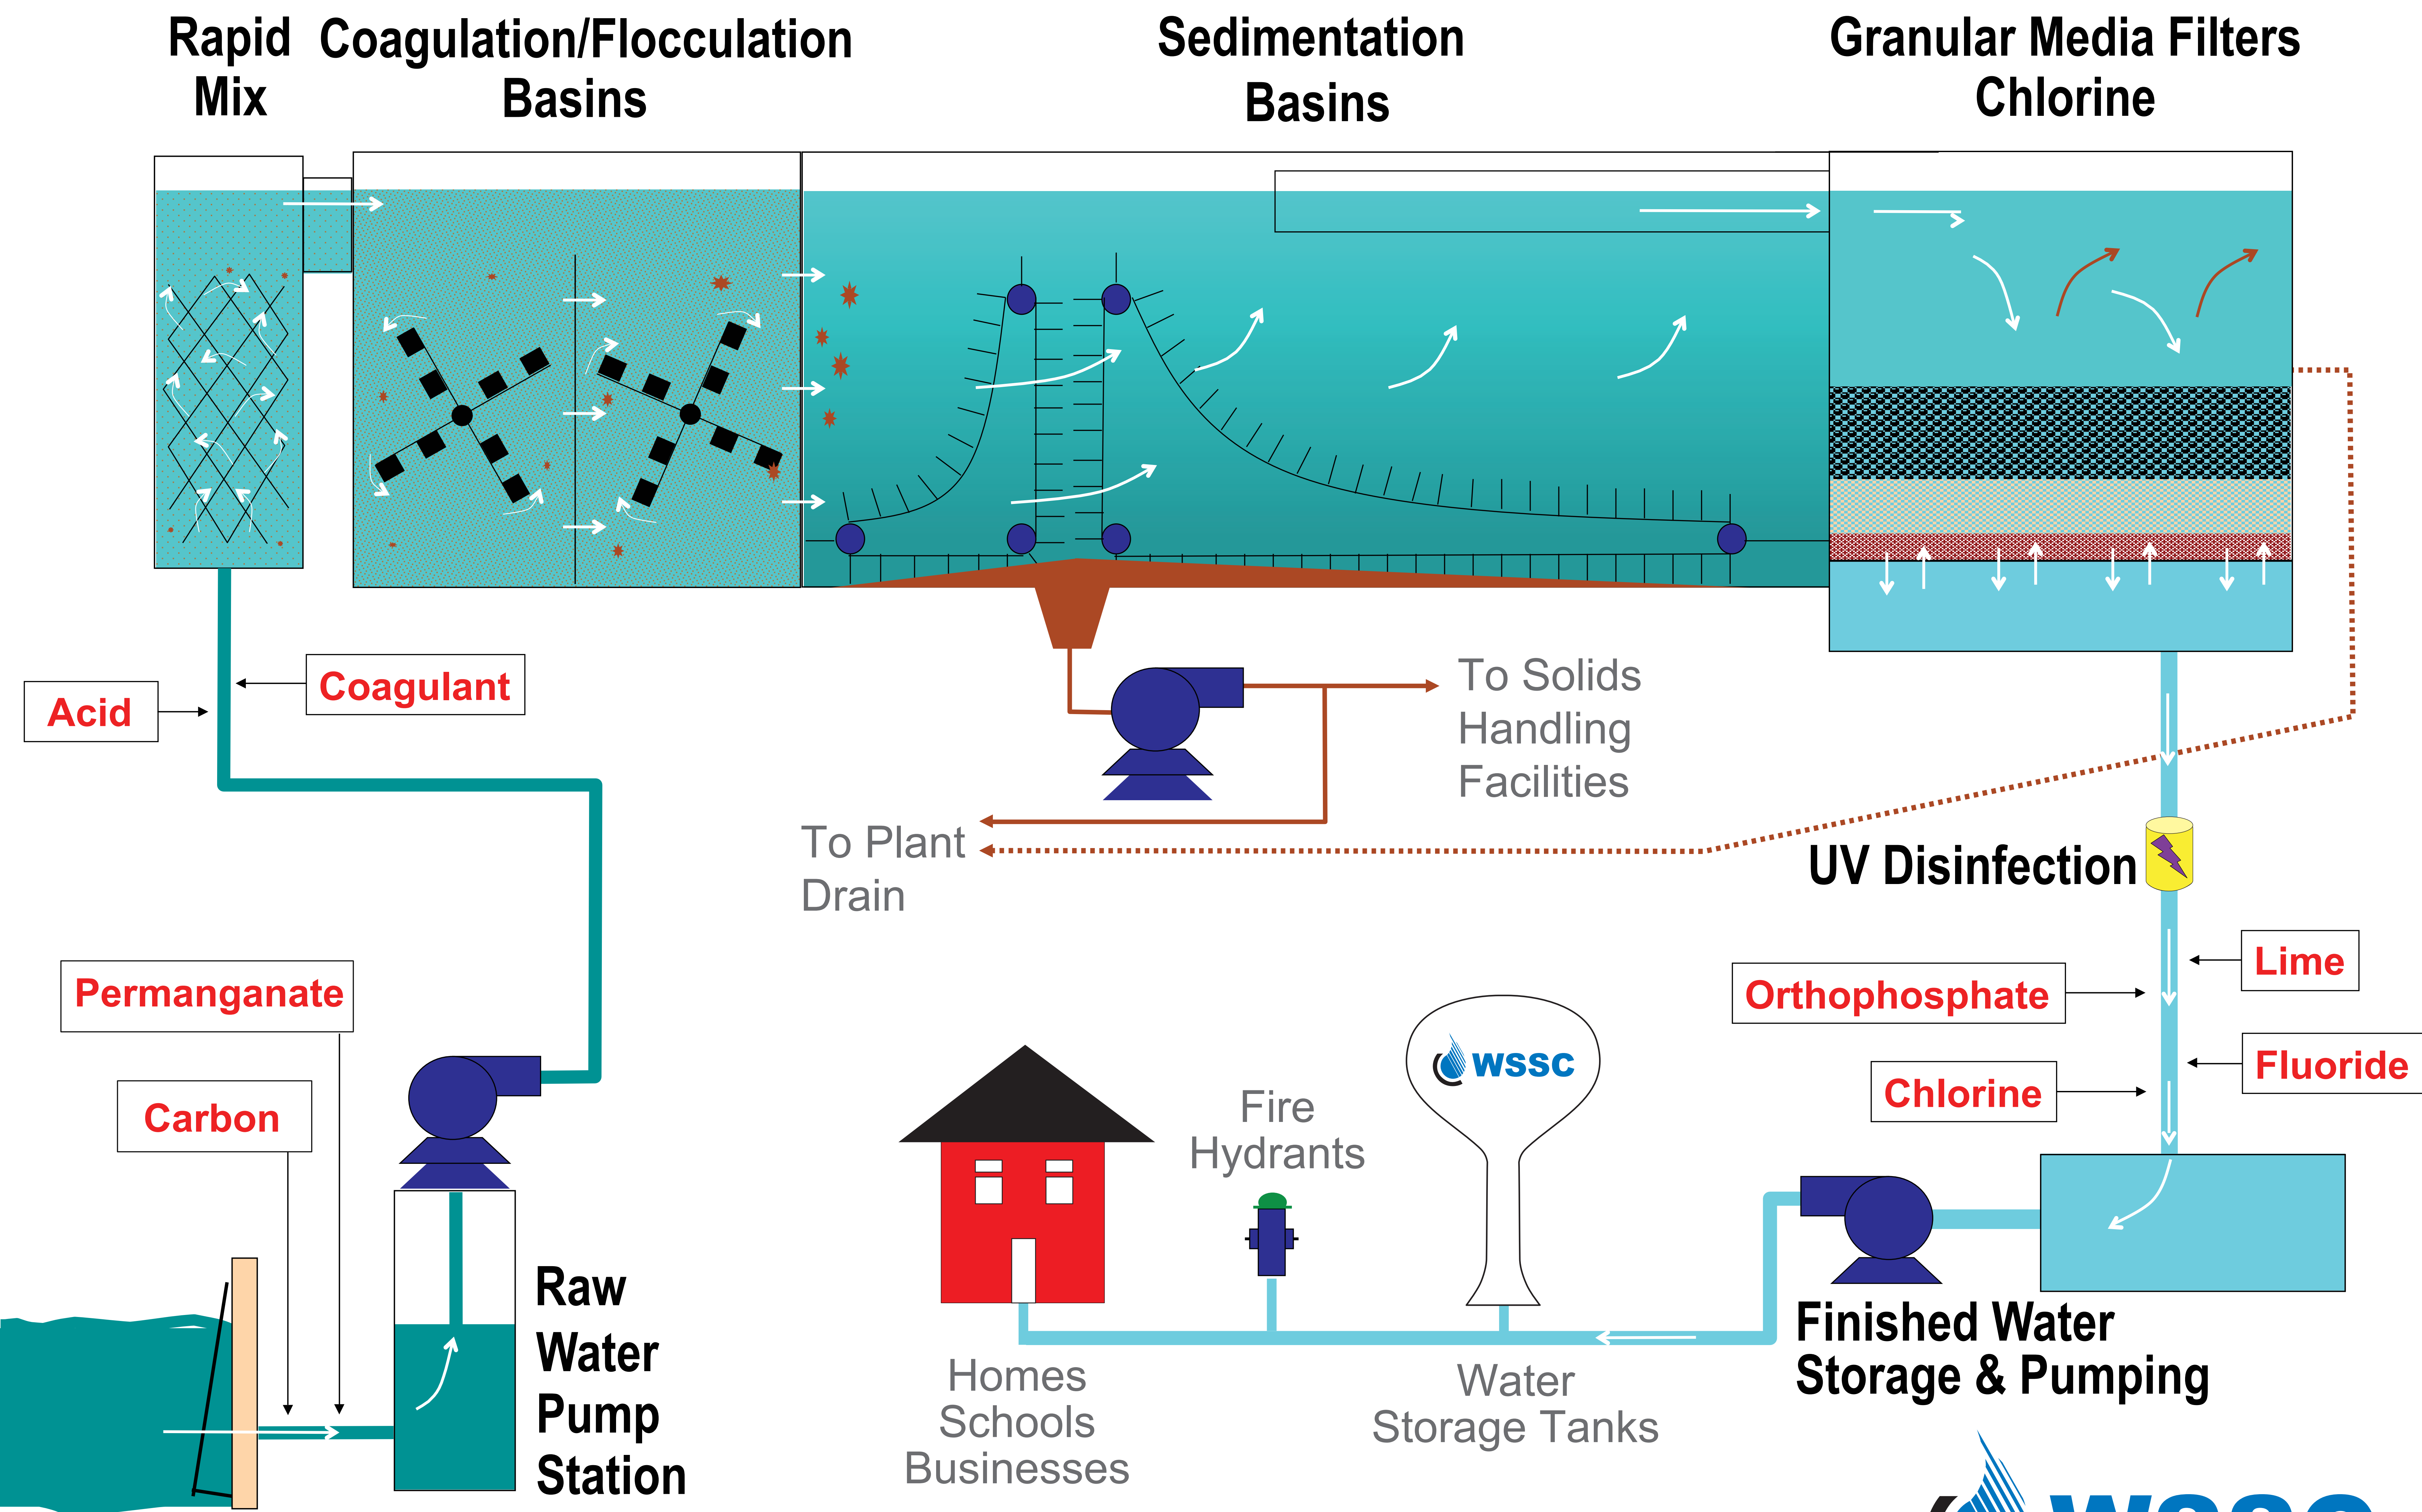 Rapid
Mix
Coagulation/Flocculation
Basins
Sedimentation
Basins
Granular Media Filters
Chlorine
Acid
Coagulant
To Solids
Handling
Facilities
To Plant
Drain
UV Disinfection
Permanganate
Carbon
Lime
Orthophosphate
Fluoride
Chlorine
Raw
Water
Pump
Station
wssc
Fire
Hydrants
Homes
Schools
Businesses
Water
Storage Tanks
Finished Water
Storage & Pumping
wssc